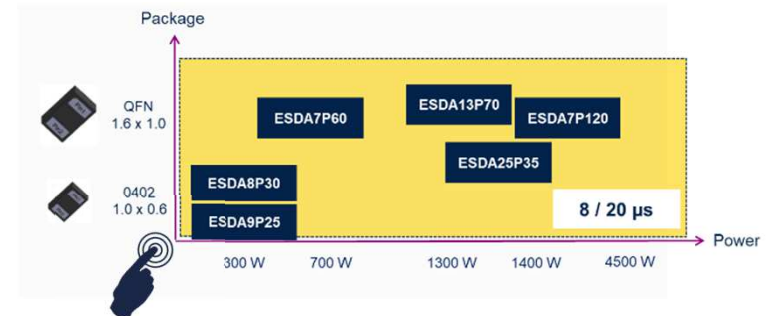 Package
QFN
1.6 x 1.0
ESDA7P60
ESDA13P70
ESDA7P120
ESDA25P35
0402
1.0 x 0.6
ESDA8P30
ESDA9P25
8 / 20 µs
Power
300 W
700 W
1300 W
1400 W
4500 W